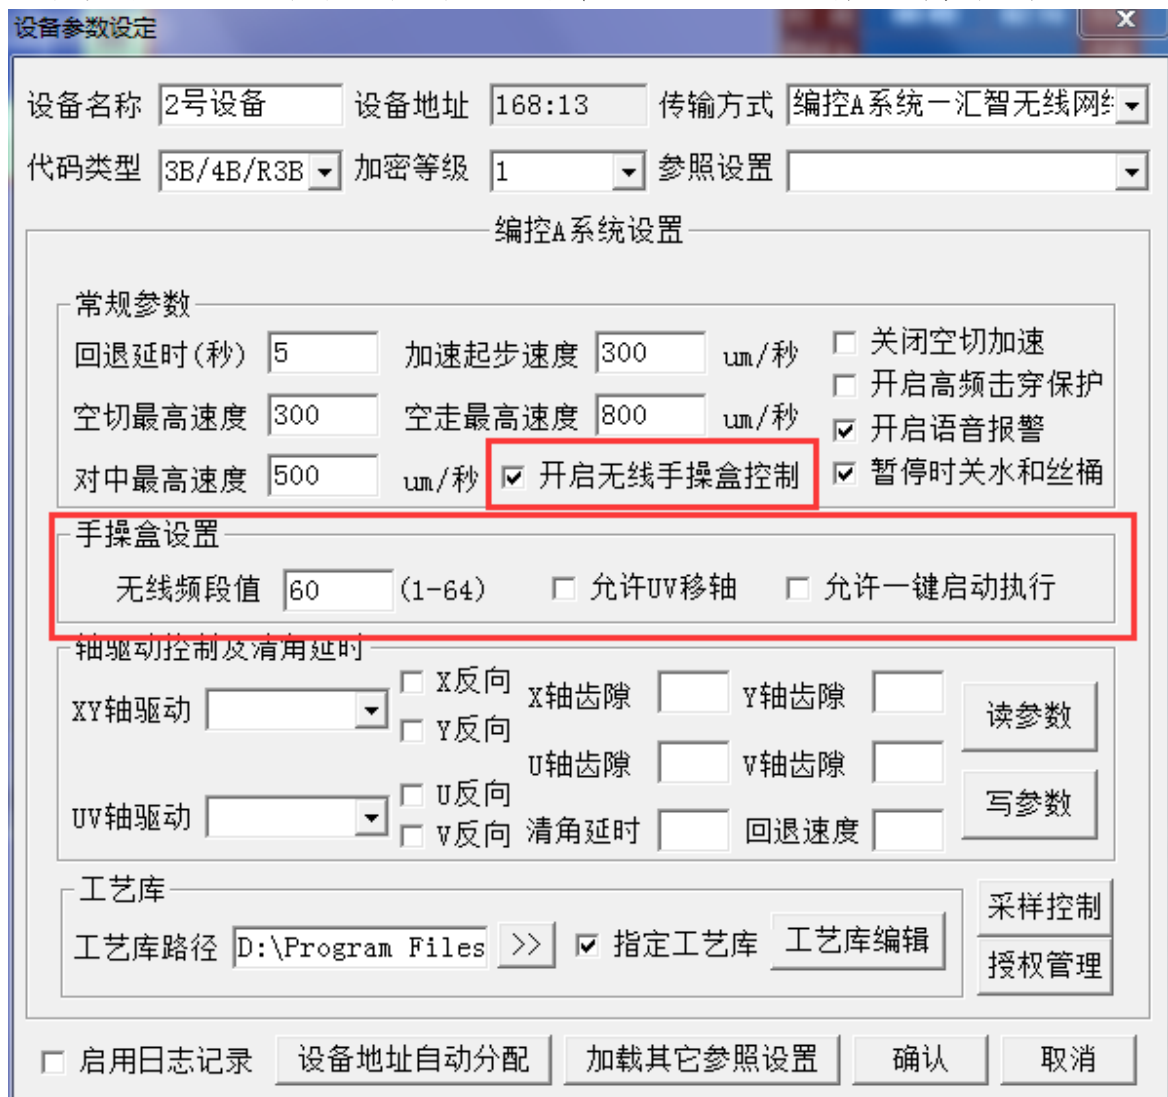 设备参数设定
X
设备名称 2号设备 设备地址 168:13 传输方式 编控A系统－汇智无线网
代码类型 3B/4B/R3B 加密等级 1 参照设置
编控A系统设置
常规参数
回退延时(秒) 5 加速起步速度 300 um/秒 关闭空切加速
开启高频击穿保护
空切最高速度 300 空走最高速度 800 um/秒 开启语音报警
对中最高速度 500 um/秒 开启无线手操盒控制 暂停时关水和丝桶
手操盒设置
无线频段值 60 (1-64) 允许UV移轴 允许一键启动执行
轴驱动控制及清角延时
XY轴驱动 X反向 X轴齿隙 Y轴齿隙 读参数
Y反向
U轴齿隙 V轴齿隙
UV轴驱动 U反向 写参数
V反向 清角延时 回退速度
工艺库
工艺库路径 D:\Program Files >> 指定工艺库 工艺库编辑
采样控制
授权管理
启用日志记录 设备地址自动分配 加载其它参照设置 确认 取消